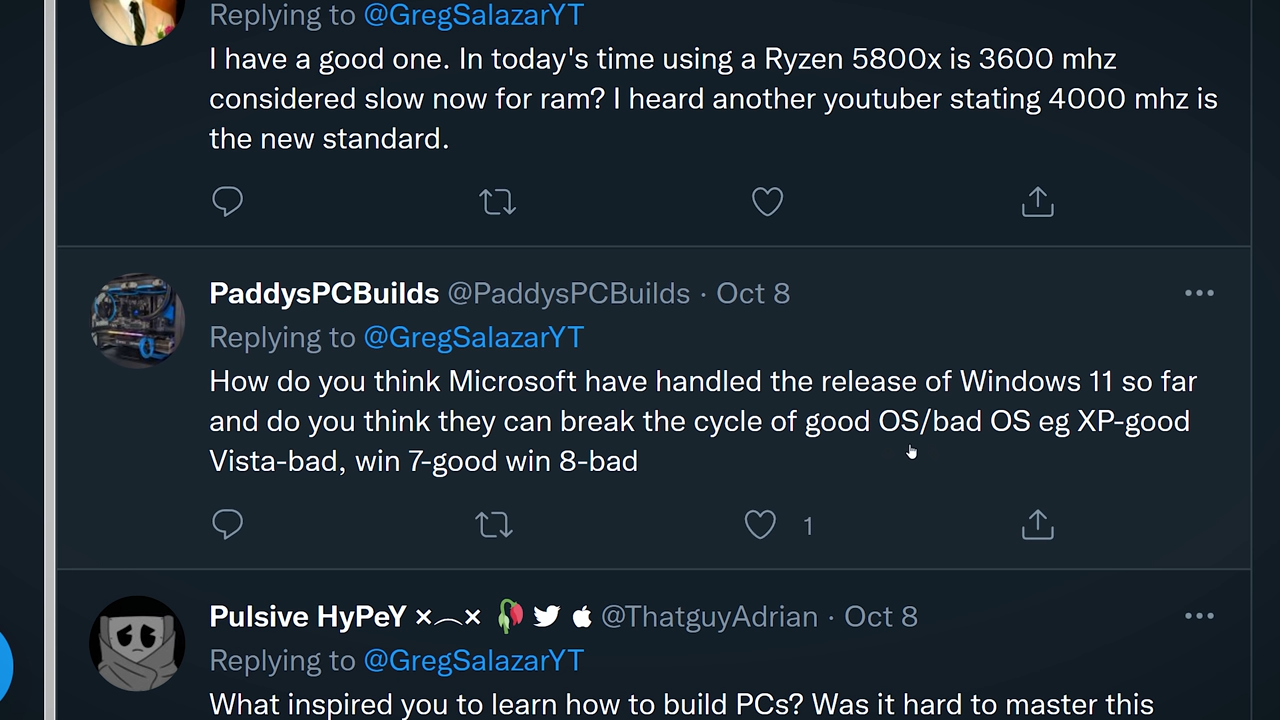 Replying to @GregSalazarYT
I have a good one. In today's time using a Ryzen 5800x is 3600 mhz
considered slow now for ram? I heard another youtuber stating 4000 mhz is
the new standard.
PaddysPCBuilds @PaddysPCBuilds · Oct 8
Replying to @GregSalazarYT
How do you think Microsoft have handled the release of Windows 11 so far
and do you think they can break the cycle of good OS/bad OS eg XP-good
Vista-bad, win 7-good win 8-bad
1
Pulsive HyPeY ×︵× 🥀 @ThatguyAdrian · Oct 8
Replying to @GregSalazarYT
What inspired you to learn how to build PCs? Was it hard to master this